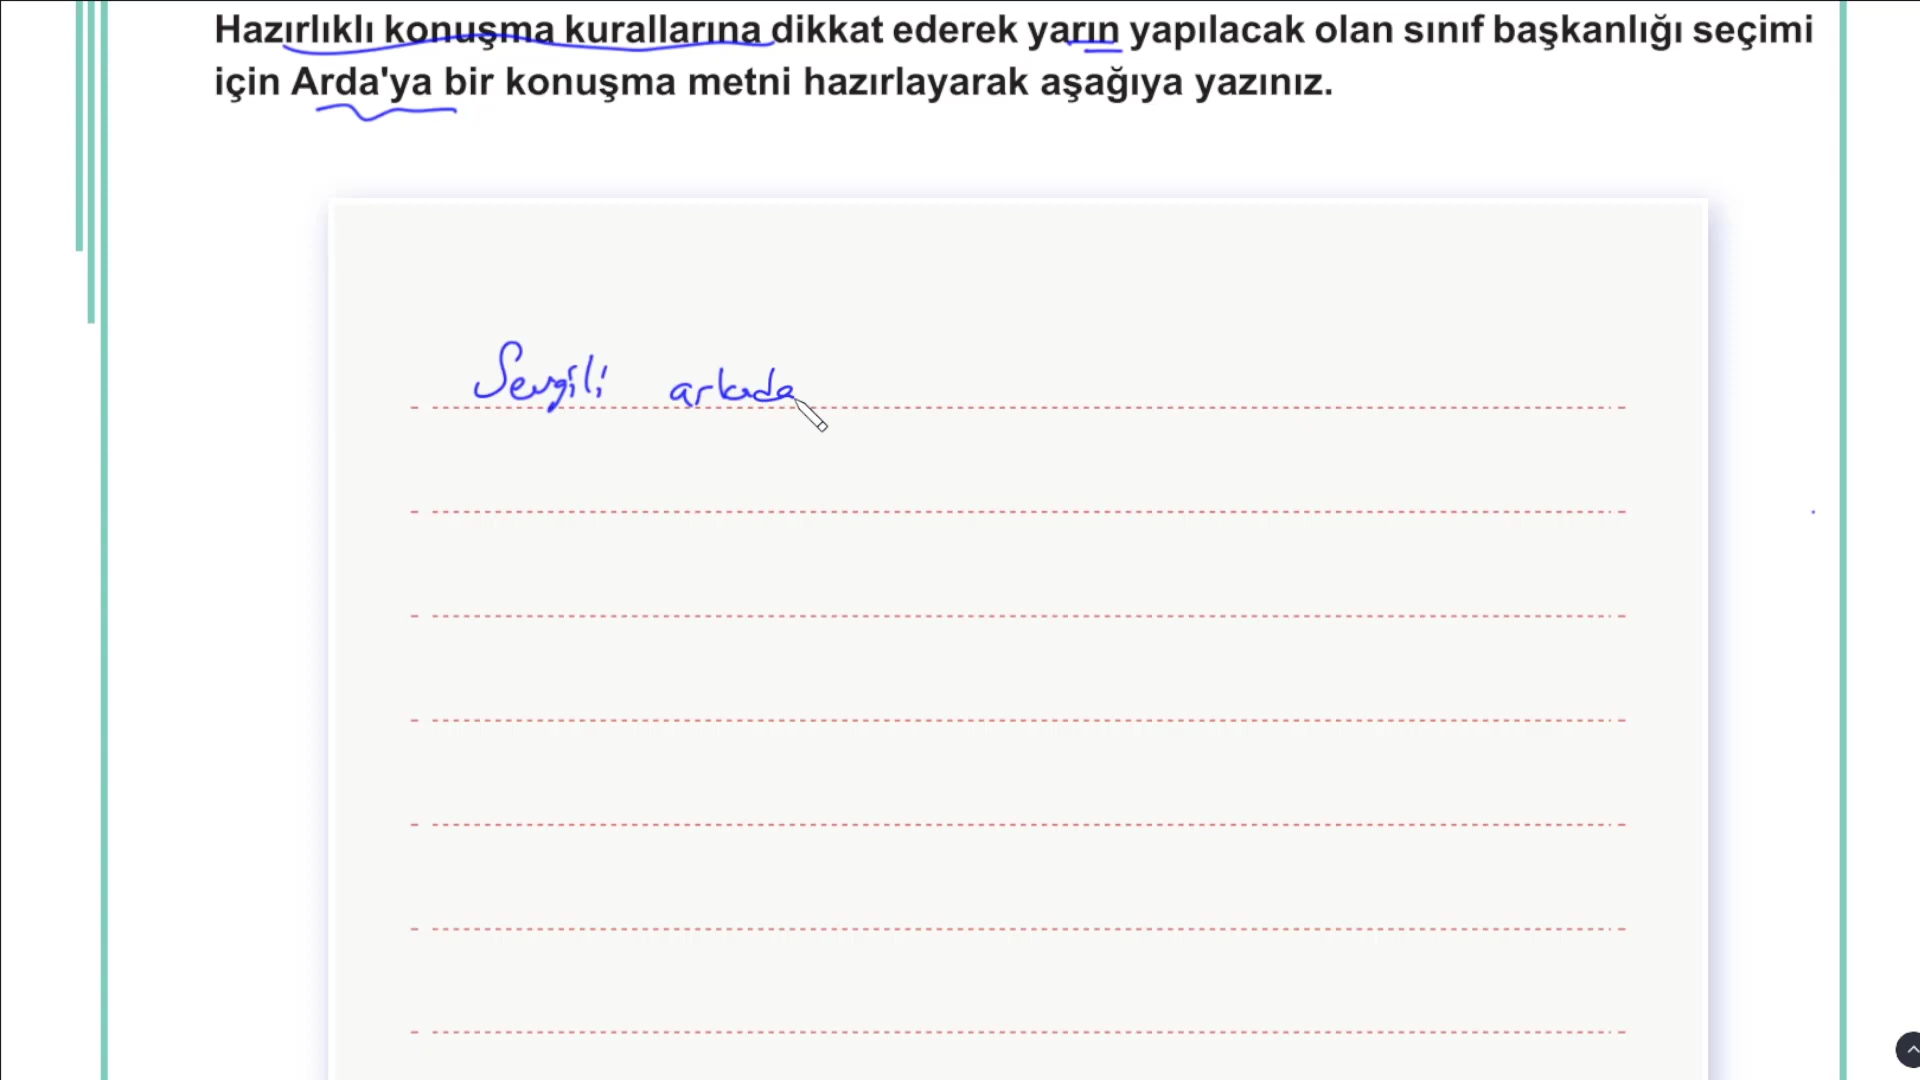 Hazırlıklı konuşma kurallarına dikkat ederek yarın yapılacak olan sınıf başkanlığı seçimi
için Arda'ya bir konuşma metni hazırlayarak aşağıya yazınız.
Sevgili arkada